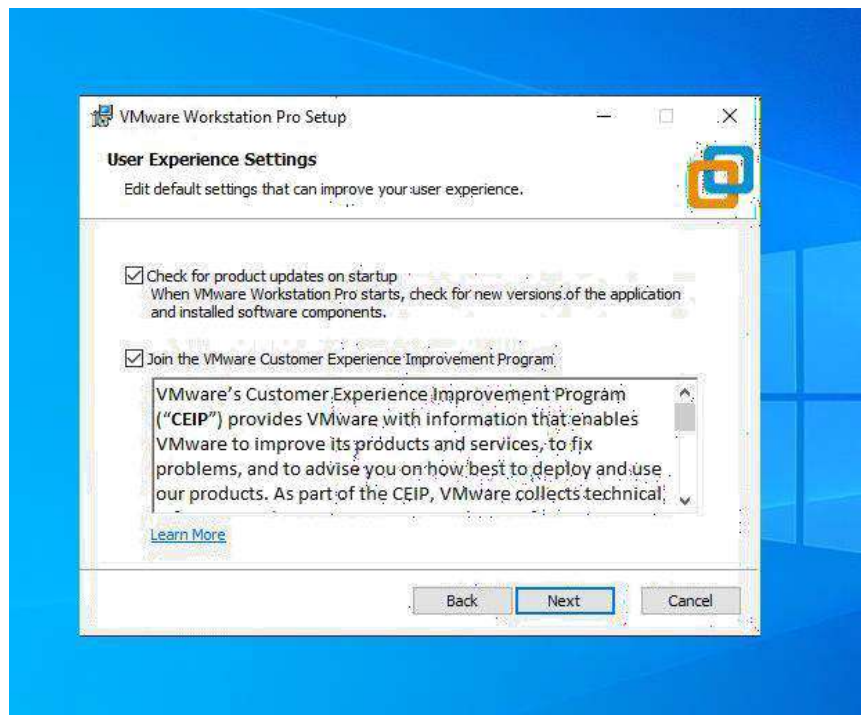 VMware Workstation Pro Setup
User Experience Settings
Edit default settings that can improve your user experience.
Check for product updates on startup
When VMware Workstation Pro starts, check for new versions of the application
and installed software components.
Join the VMware Customer Experience Improvement Program
VMware's Customer Experience Improvement Program
("CEIP") provides VMware with information that enables
VMware to improve its products and services, to fix
problems, and to advise you on how best to deploy and use
our products. As part of the CEIP, VMware collects technical
Learn More
Back Next Cancel